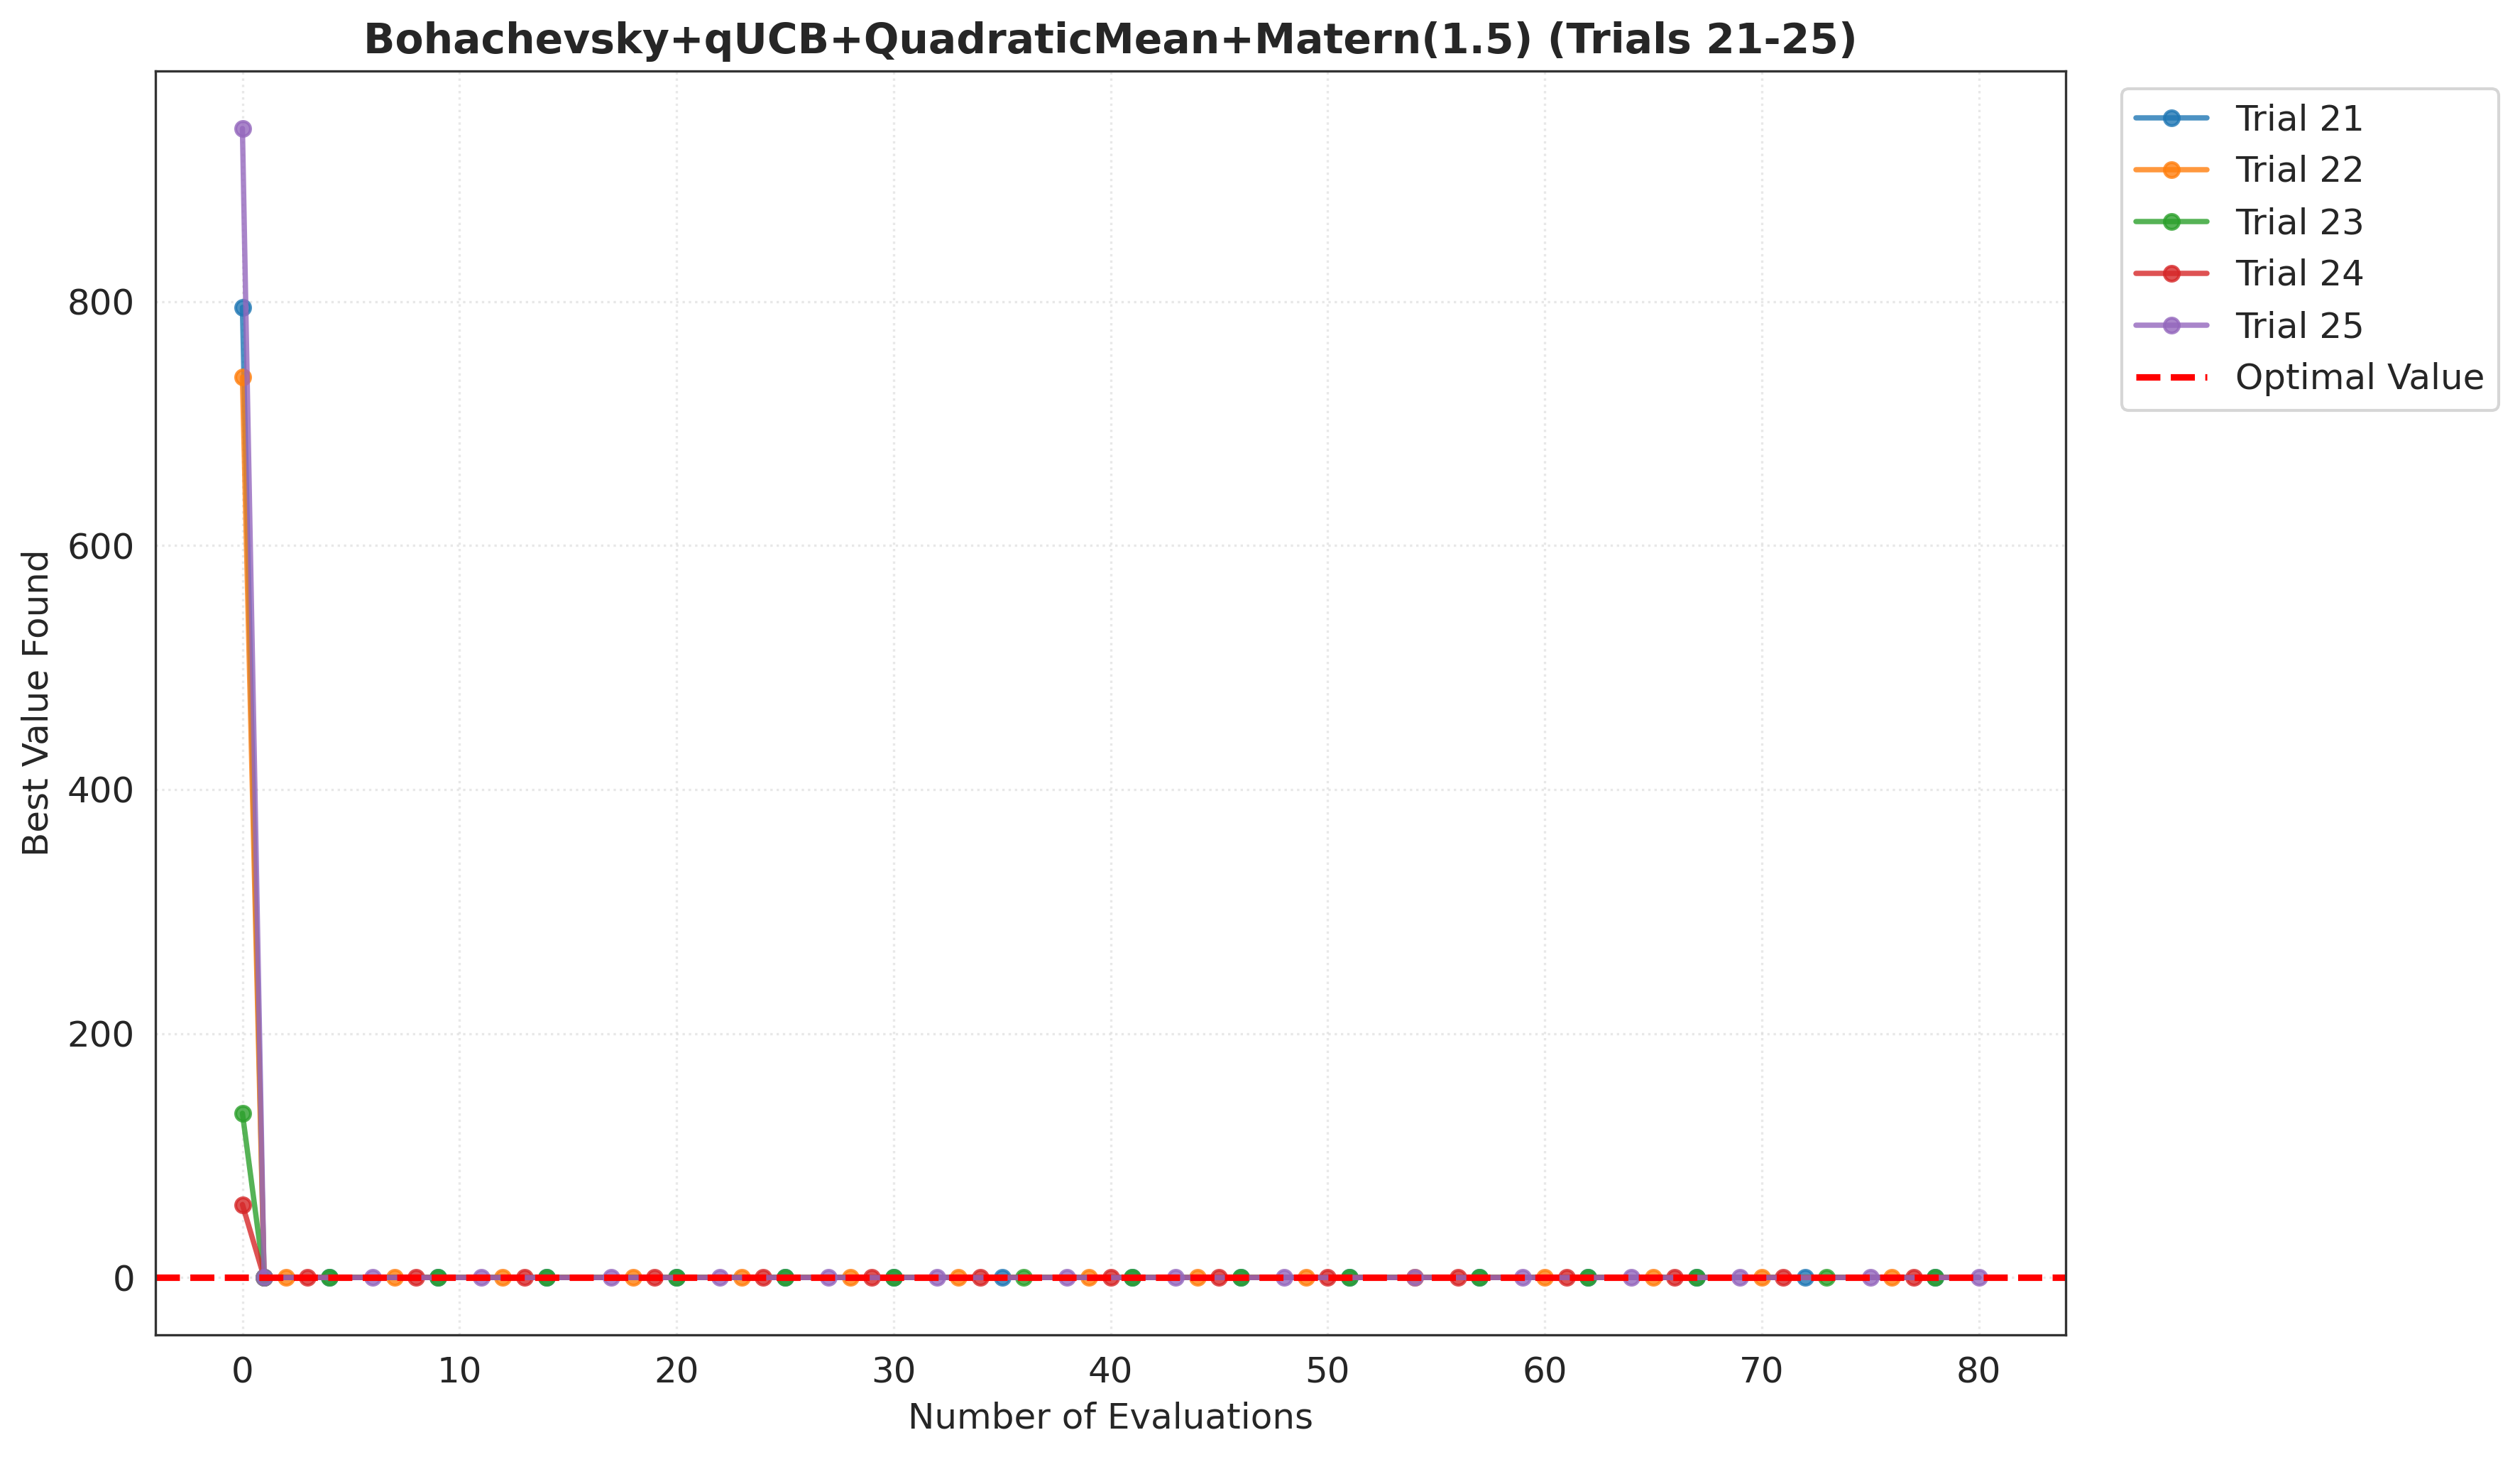 Bohachevsky+qUCB+QuadraticMean+Matern(1.5) (Trials 21-25)
Trial 21
Trial 22
Trial 23
Trial 24
Trial 25
Optimal Value
Best Value Found
800
600
400
200
0
0 10 20 30 40 50 60 70 80
Number of Evaluations